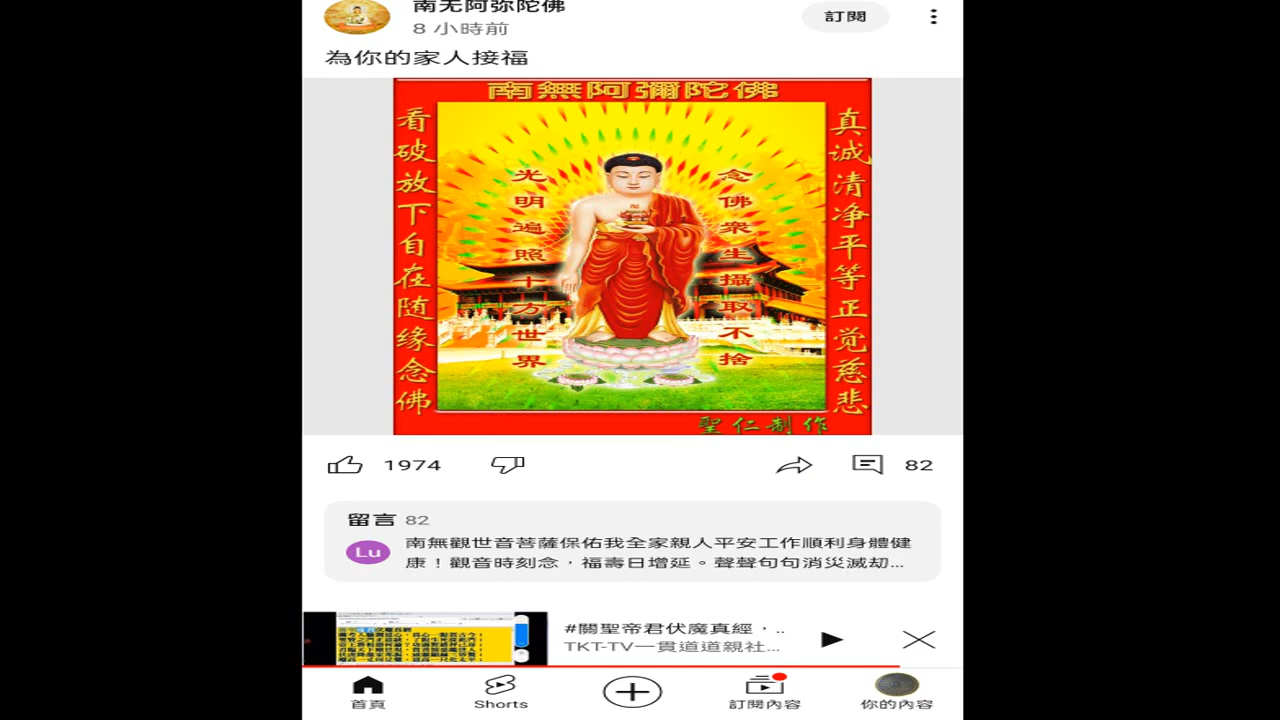 南无阿弥陀佛
訂閱
8 小時前
為你的家人接福
南無阿彌陀佛
真诚清净平等正觉慈悲
看破放下自在随缘念佛
念佛衆生攝取不捨
光明遍照十方世界
聖仁制作
1974
82
留言 82
Lu
南無觀世音菩薩保佑我全家親人平安工作順利身體健
康！觀音時刻念，福壽日增延。聲聲句句消災滅劫...
#關聖帝君伏魔真經，..
TKT-TV一貫道道親社...
首頁
Shorts
訂閱內容
你的內容